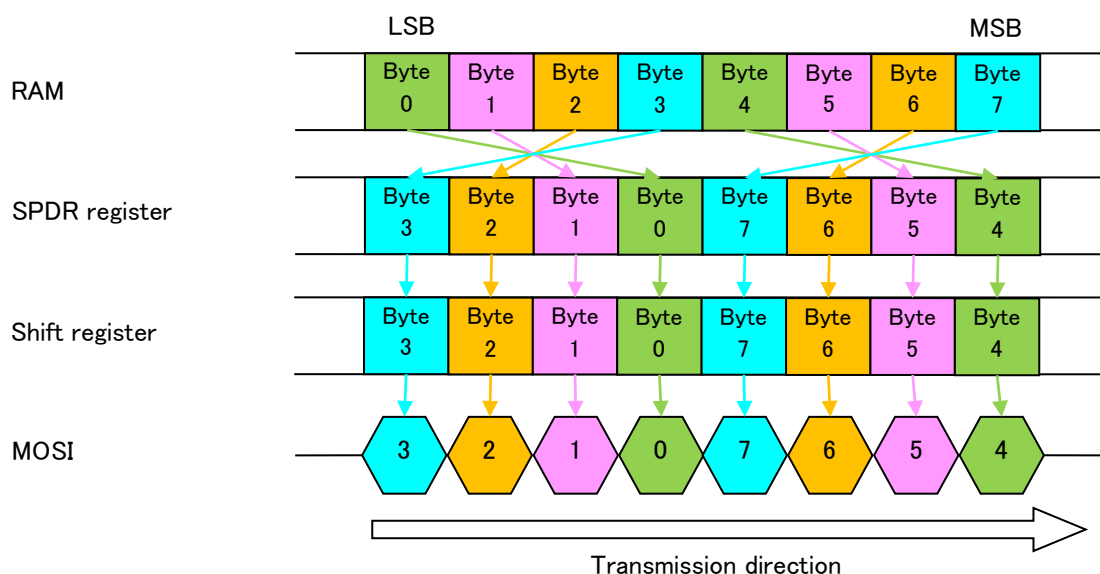 LSB MSB
RAM
Byte Byte Byte Byte Byte Byte Byte Byte
0 1 2 3 4 5 6 7
SPDR register
Byte Byte Byte Byte Byte Byte Byte Byte
3 2 1 0 7 6 5 4
Shift register
Byte Byte Byte Byte Byte Byte Byte Byte
3 2 1 0 7 6 5 4
MOSI
3 2 1 0 7 6 5 4
Transmission direction